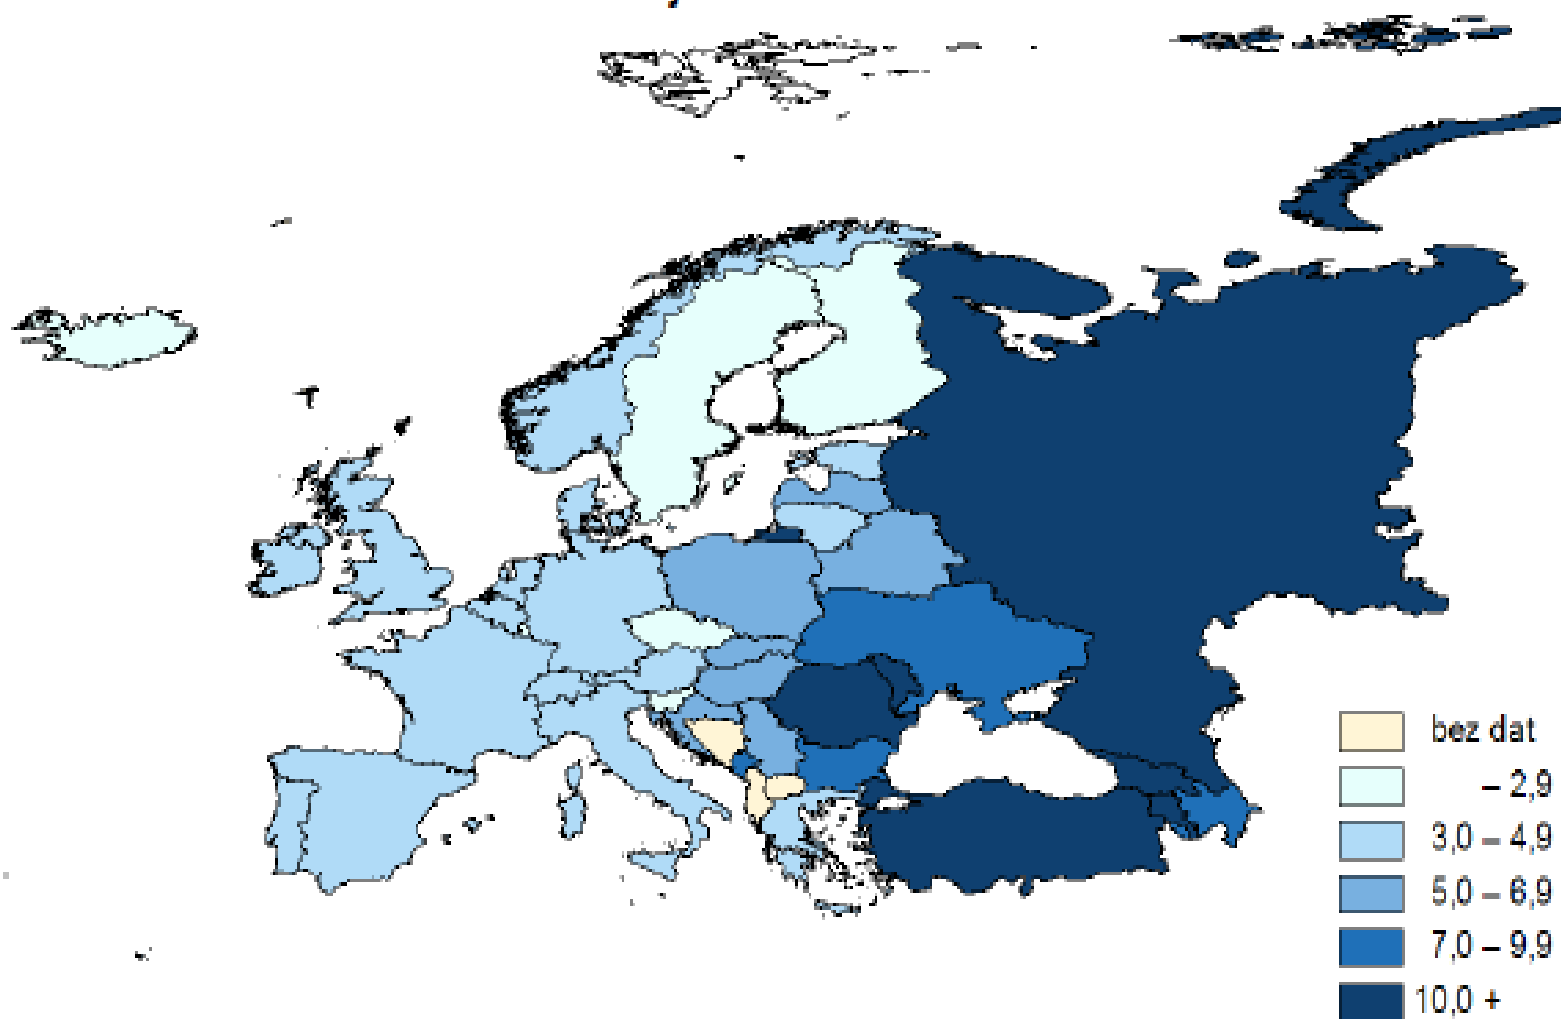 bez dat
– 2,9
3,0 – 4,9
5,0 – 6,9
7,0 – 9,9
10,0 +